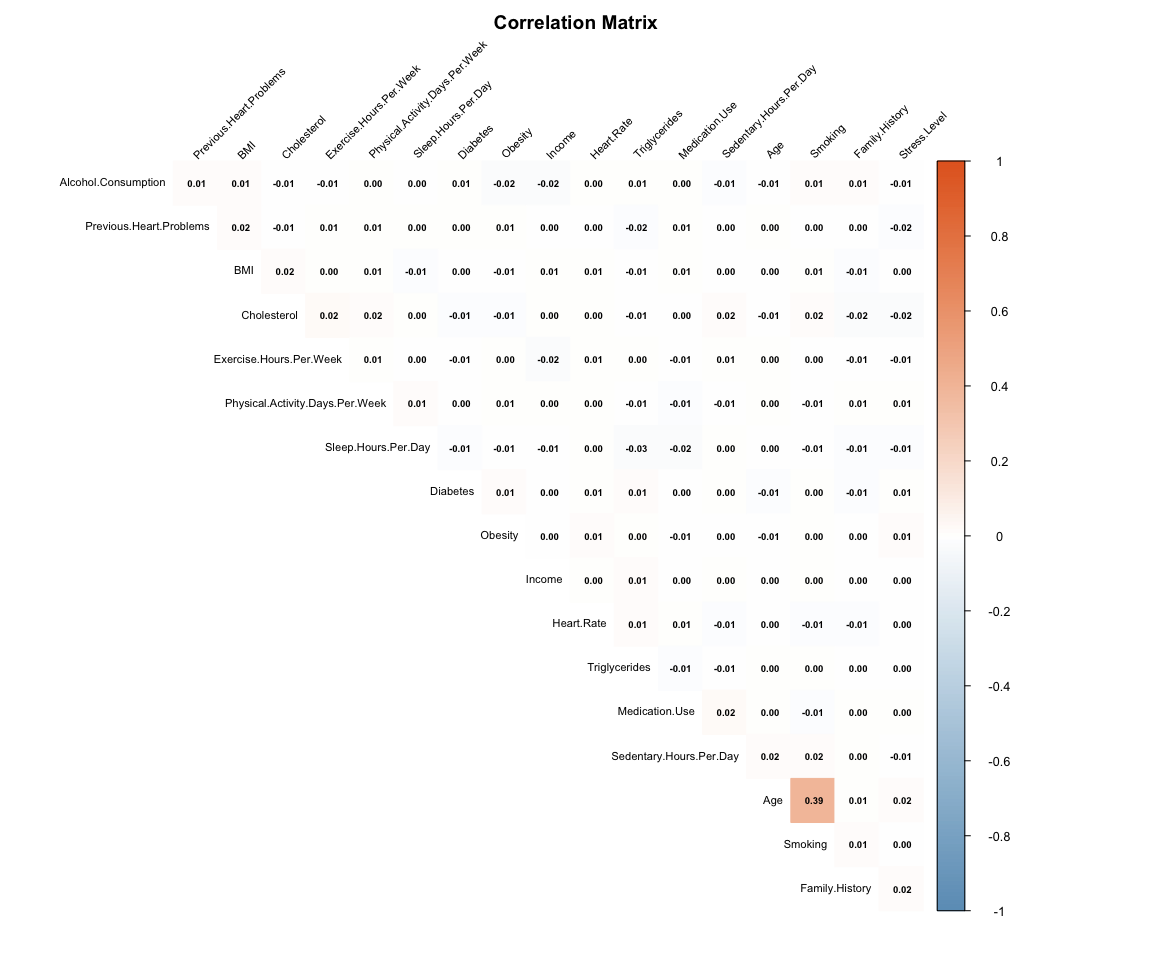 Correlation Matrix
Previous.Heart.Problems
BMI
Cholesterol
Exercise.Hours.Per.Week
Physical.Activity.Days.Per.Week
Sleep.Hours.Per.Day
Diabetes
Obesity
Income
Heart.Rate
Triglycerides
Medication.Use
Sedentary.Hours.Per.Day
Age
Smoking
Family.History
Stress.Level
Alcohol.Consumption 0.01 0.01 -0.01 -0.01 0.00 0.00 0.01 -0.02 -0.02 0.00 0.01 0.00 -0.01 -0.01 0.01 0.01 -0.01
Previous.Heart.Problems 0.02 -0.01 0.01 0.01 0.00 0.00 0.01 0.00 0.00 -0.02 0.01 0.00 0.00 0.00 0.00 -0.02
BMI 0.02 0.00 0.01 -0.01 0.00 -0.01 0.01 0.01 -0.01 0.01 0.00 0.00 0.01 -0.01 0.00
Cholesterol 0.02 0.02 0.00 -0.01 -0.01 0.00 0.00 -0.01 0.00 0.02 -0.01 0.02 -0.02 -0.02
Exercise.Hours.Per.Week 0.01 0.00 -0.01 0.00 -0.02 0.01 0.00 -0.01 0.01 0.00 0.00 -0.01 -0.01
Physical.Activity.Days.Per.Week 0.01 0.00 0.01 0.00 0.00 -0.01 -0.01 -0.01 0.00 -0.01 0.01 0.01
Sleep.Hours.Per.Day -0.01 -0.01 -0.01 0.00 -0.03 -0.02 0.00 0.00 -0.01 -0.01 -0.01
Diabetes 0.01 0.00 0.01 0.01 0.00 0.00 -0.01 0.00 -0.01 0.01
Obesity 0.00 0.01 0.00 -0.01 0.00 -0.01 0.00 0.00 0.01
Income 0.00 0.01 0.00 0.00 0.00 0.00 0.00 0.00
Heart.Rate 0.01 0.01 -0.01 0.00 -0.01 -0.01 0.00
Triglycerides -0.01 -0.01 0.00 0.00 0.00 0.00
Medication.Use 0.02 0.00 -0.01 0.00 0.00
Sedentary.Hours.Per.Day 0.02 0.02 0.00 -0.01
Age 0.39 0.01 0.02
Smoking 0.01 0.00
Family.History 0.02
1
0.8
0.6
0.4
0.2
0
-0.2
-0.4
-0.6
-0.8
-1